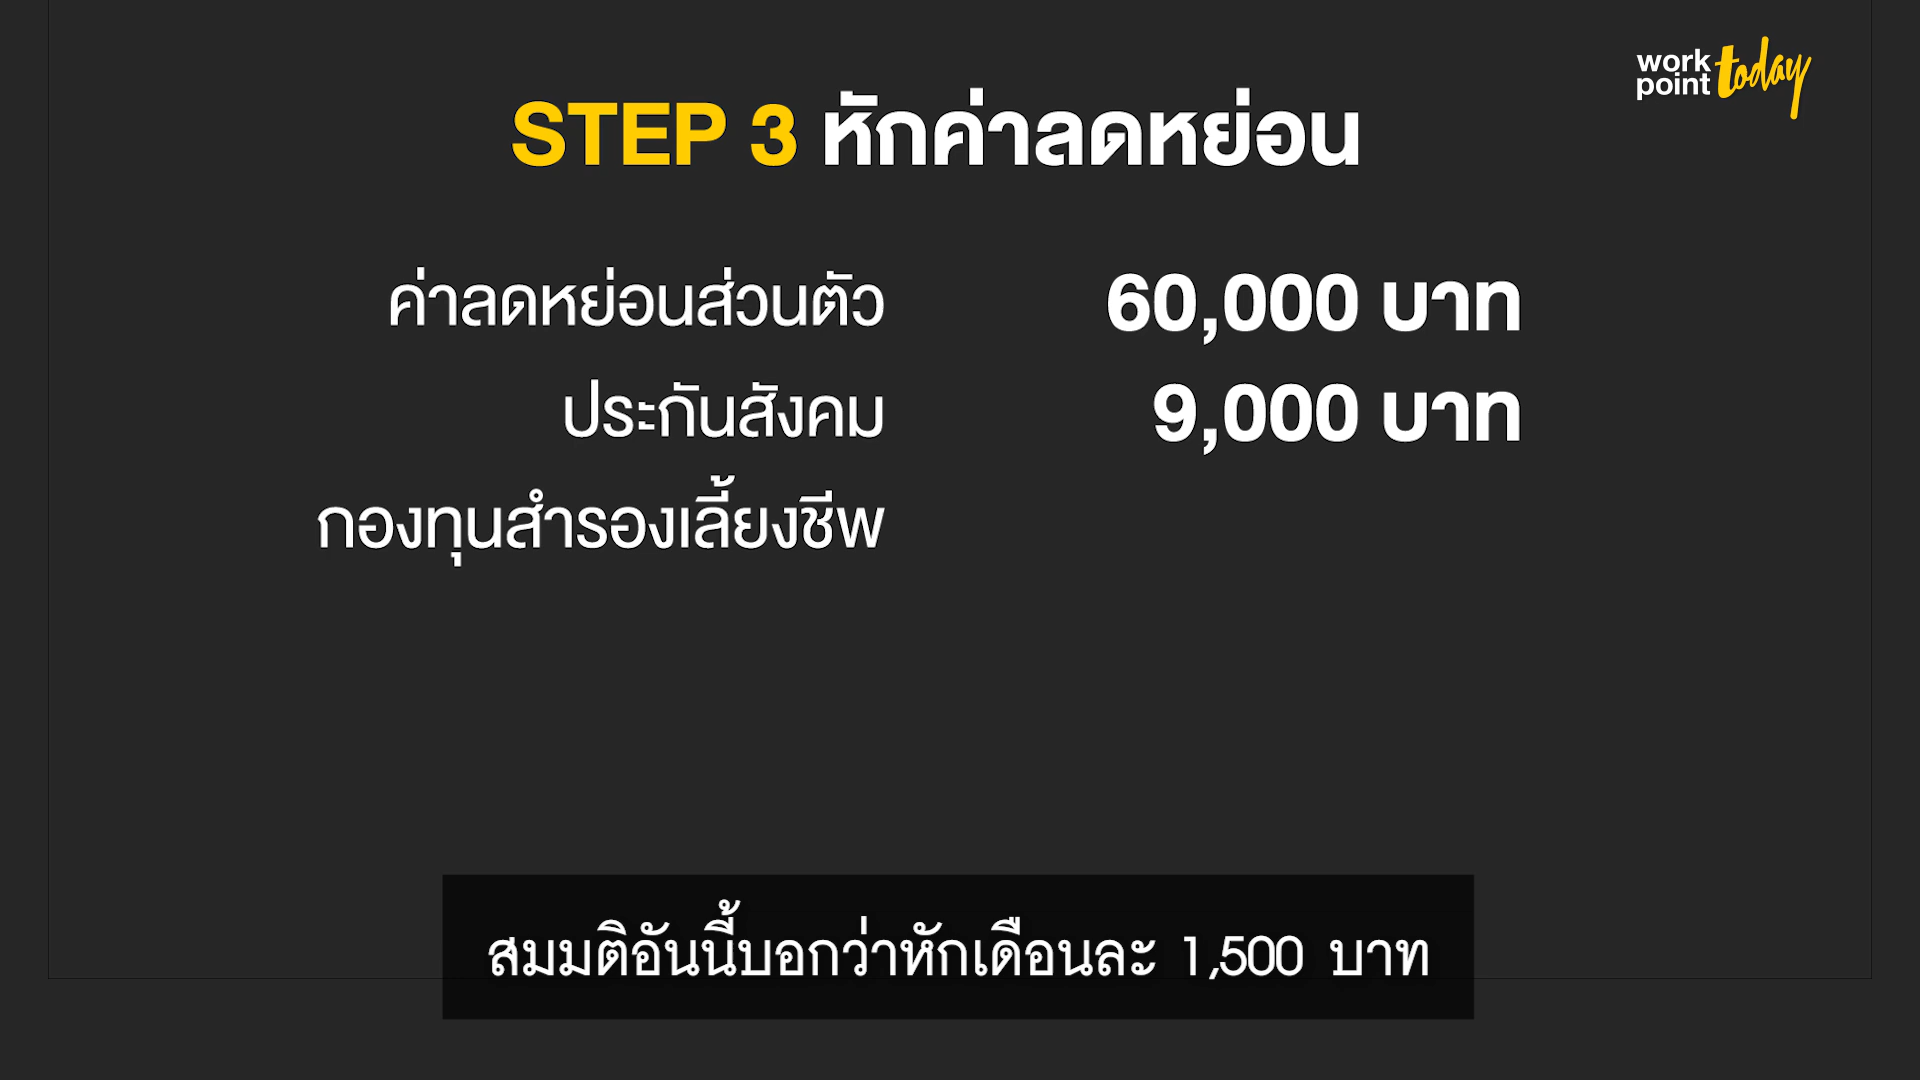 work
point today
STEP 3 หักค่าลดหย่อน
ค่าลดหย่อนส่วนตัว 60,000 บาท
ประกันสังคม 9,000 บาท
กองทุนสำรองเลี้ยงชีพ
สมมติอันนี้บอกว่าหักเดือนละ 1,500 บาท